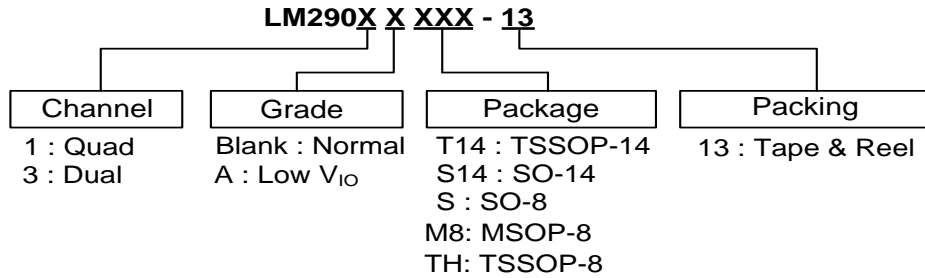 LM290X X XXX - 13
Channel
1 : Quad
3 : Dual
Grade
Blank : Normal
A : Low VIO
Package
T14 : TSSOP-14
S14 : SO-14
S : SO-8
M8: MSOP-8
TH: TSSOP-8
Packing
13 : Tape & Reel